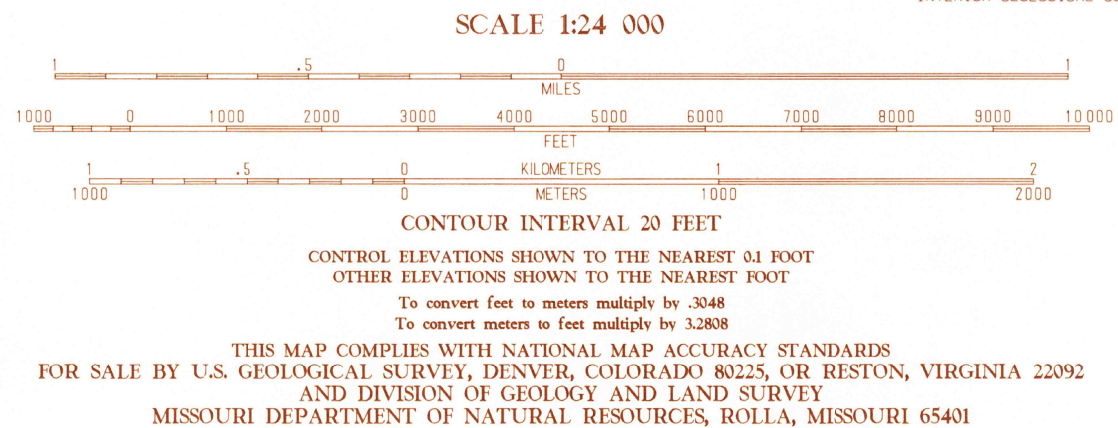 SCALE 1:24 000
1 .5 0 1
MILES
1000 0 1000 2000 3000 4000 5000 6000 7000 8000 9000 10 000
FEET
1 .5 0 KILOMETERS 1 2
1000 0 METERS 1000 2000
CONTOUR INTERVAL 20 FEET
CONTROL ELEVATIONS SHOWN TO THE NEAREST 0.1 FOOT
OTHER ELEVATIONS SHOWN TO THE NEAREST FOOT
To convert feet to meters multiply by .3048
To convert meters to feet multiply by 3.2808
THIS MAP COMPLIES WITH NATIONAL MAP ACCURACY STANDARDS
FOR SALE BY U.S. GEOLOGICAL SURVEY, DENVER, COLORADO 80225, OR RESTON, VIRGINIA 22092
AND DIVISION OF GEOLOGY AND LAND SURVEY
MISSOURI DEPARTMENT OF NATURAL RESOURCES, ROLLA, MISSOURI 65401